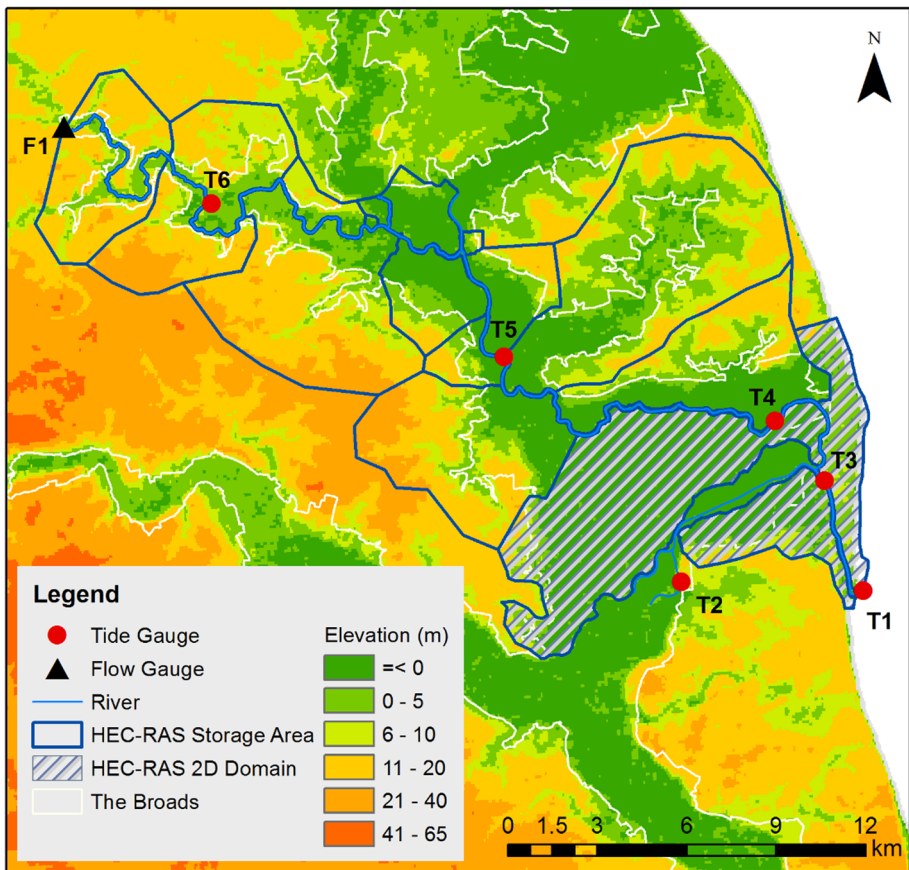 N
F1
T6
T5
T4
T3
T2
T1
Legend
Tide Gauge
Flow Gauge
River
HEC-RAS Storage Area
HEC-RAS 2D Domain
The Broads
Elevation (m)
=< 0
0 - 5
6 - 10
11 - 20
21 - 40
41 - 65
0 1.5 3 6 9 12
km